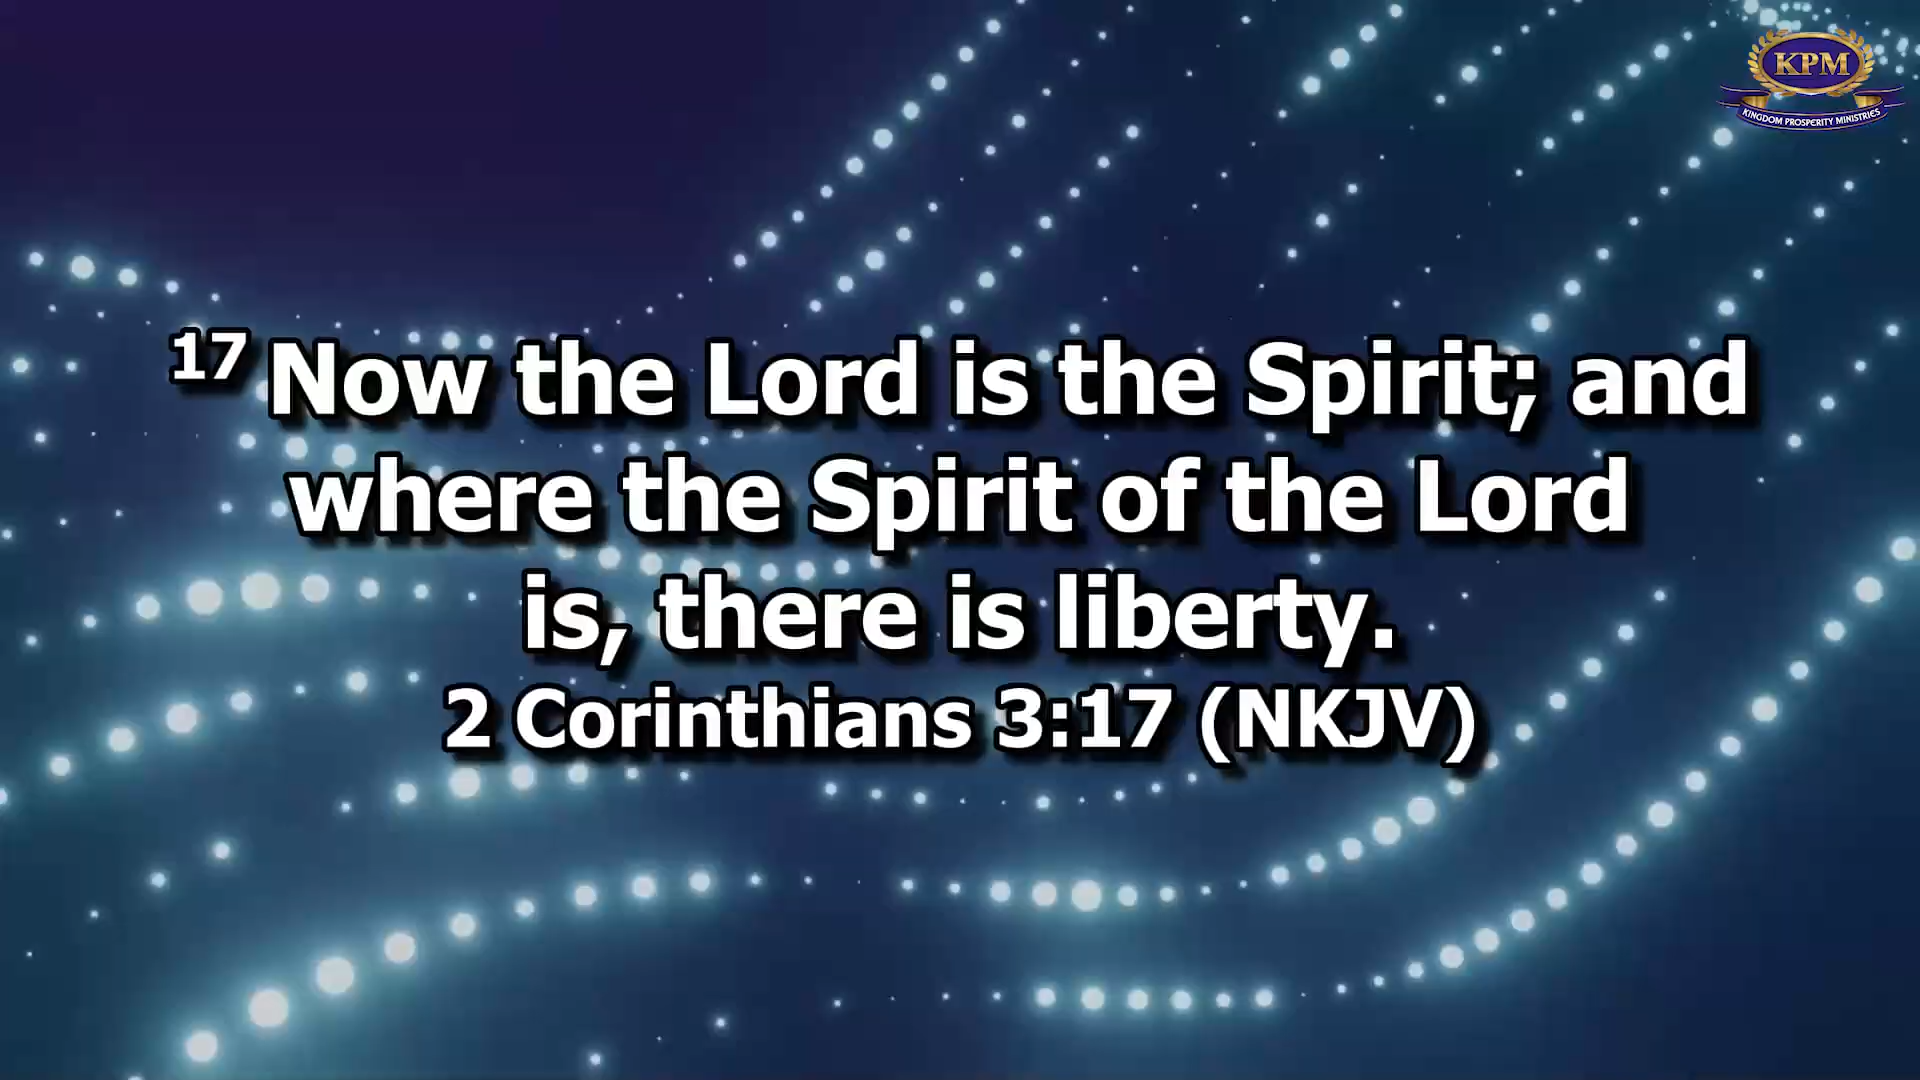 KPM
KINGDOM PROSPERITY MINISTRIES
17 Now the Lord is the Spirit; and
where the Spirit of the Lord
is, there is liberty.
2 Corinthians 3:17 (NKJV)